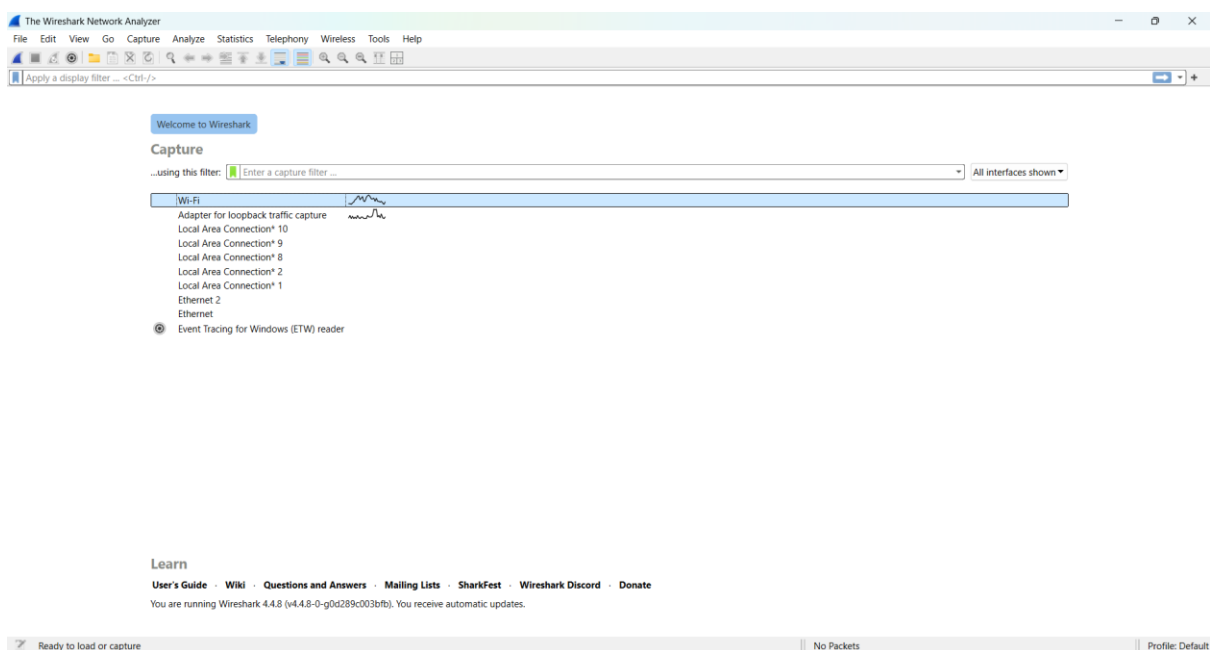 The Wireshark Network Analyzer
File Edit View Go Capture Analyze Statistics Telephony Wireless Tools Help
Apply a display filter ... <Ctrl-/>
Welcome to Wireshark
Capture
...using this filter: Enter a capture filter ... All interfaces shown
Wi-Fi
Adapter for loopback traffic capture
Local Area Connection* 10
Local Area Connection* 9
Local Area Connection* 8
Local Area Connection* 2
Local Area Connection* 1
Ethernet 2
Ethernet
Event Tracing for Windows (ETW) reader
Learn
User's Guide · Wiki · Questions and Answers · Mailing Lists · SharkFest · Wireshark Discord · Donate
You are running Wireshark 4.4.8 (v4.4.8-0-g0d289c003bfb). You receive automatic updates.
Ready to load or capture No Packets Profile: Default